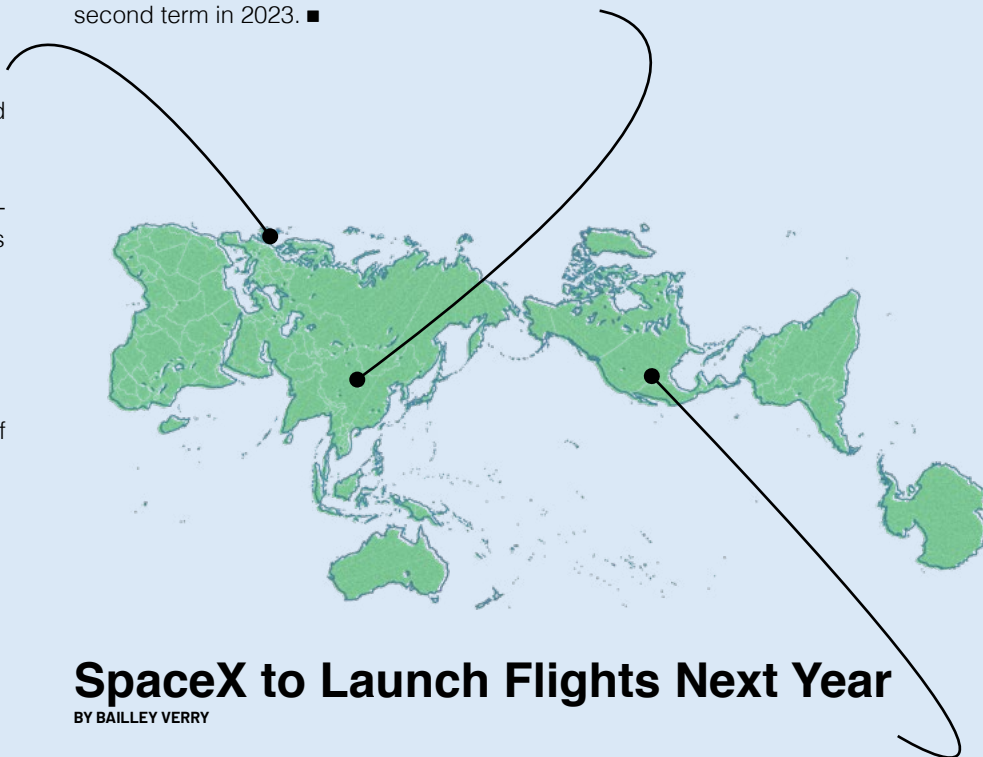 second term in 2023. ■
d
-
s
f
SpaceX to Launch Flights Next Year
BY BAILLEY VERRY